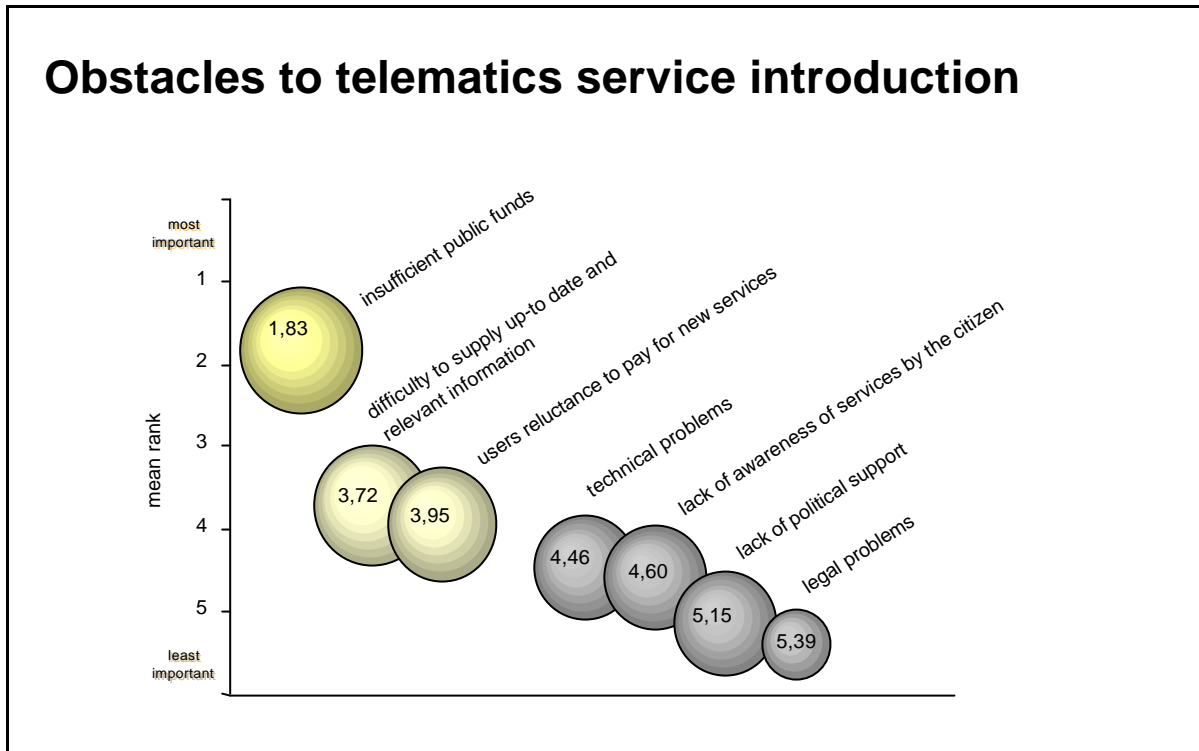 Obstacles to telematics service introduction
most
important
1
2
3
4
5
least
important
mean rank
insufficient public funds
difficulty to supply up-to date and
relevant information
users reluctance to pay for new services
technical problems
lack of awareness of services by the citizen
lack of political support
legal problems
1,83
3,72
3,95
4,46
4,60
5,15
5,39